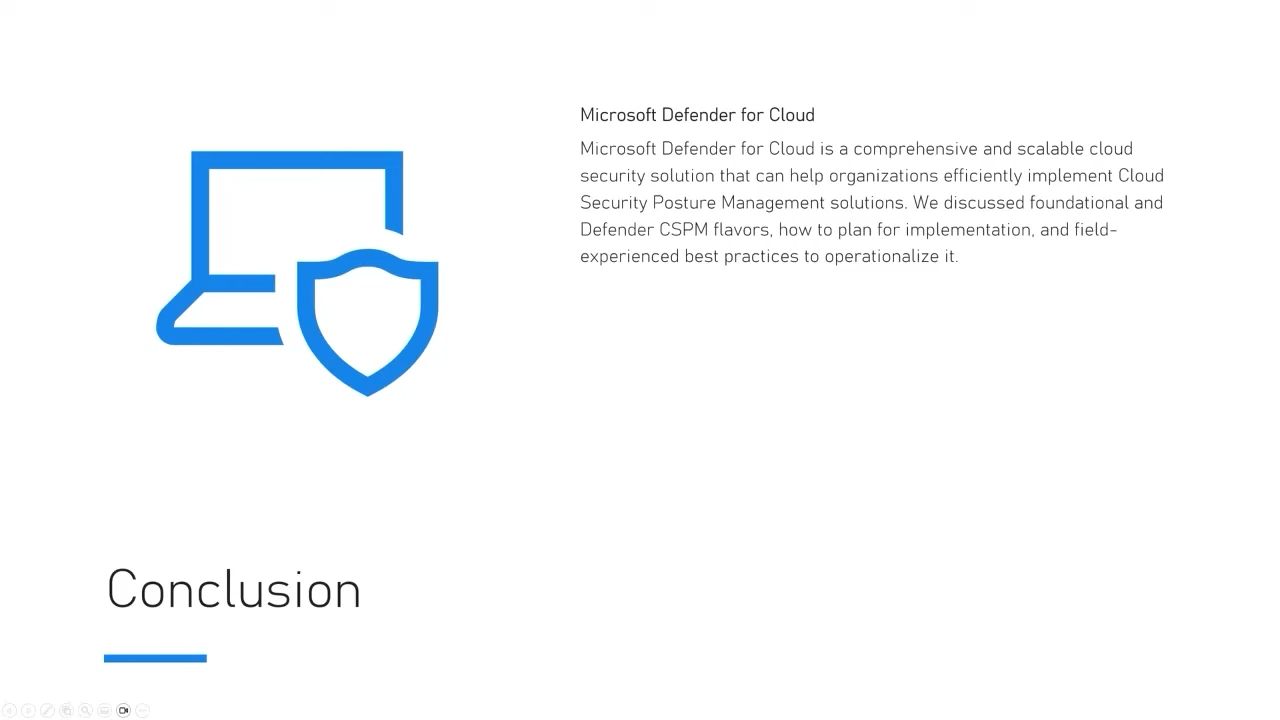 Microsoft Defender for Cloud
Microsoft Defender for Cloud is a comprehensive and scalable cloud
security solution that can help organizations efficiently implement Cloud
Security Posture Management solutions. We discussed foundational and
Defender CSPM flavors, how to plan for implementation, and field-
experienced best practices to operationalize it.
Conclusion